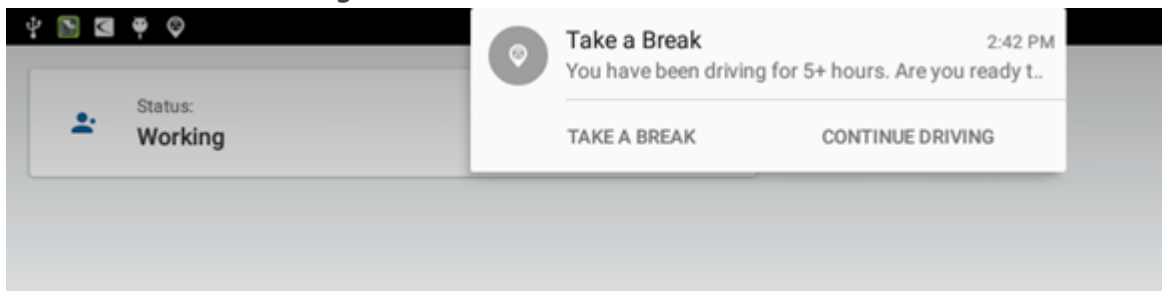 Take a Break 2:42 PM
You have been driving for 5+ hours. Are you ready t..
Status:
Working
TAKE A BREAK CONTINUE DRIVING